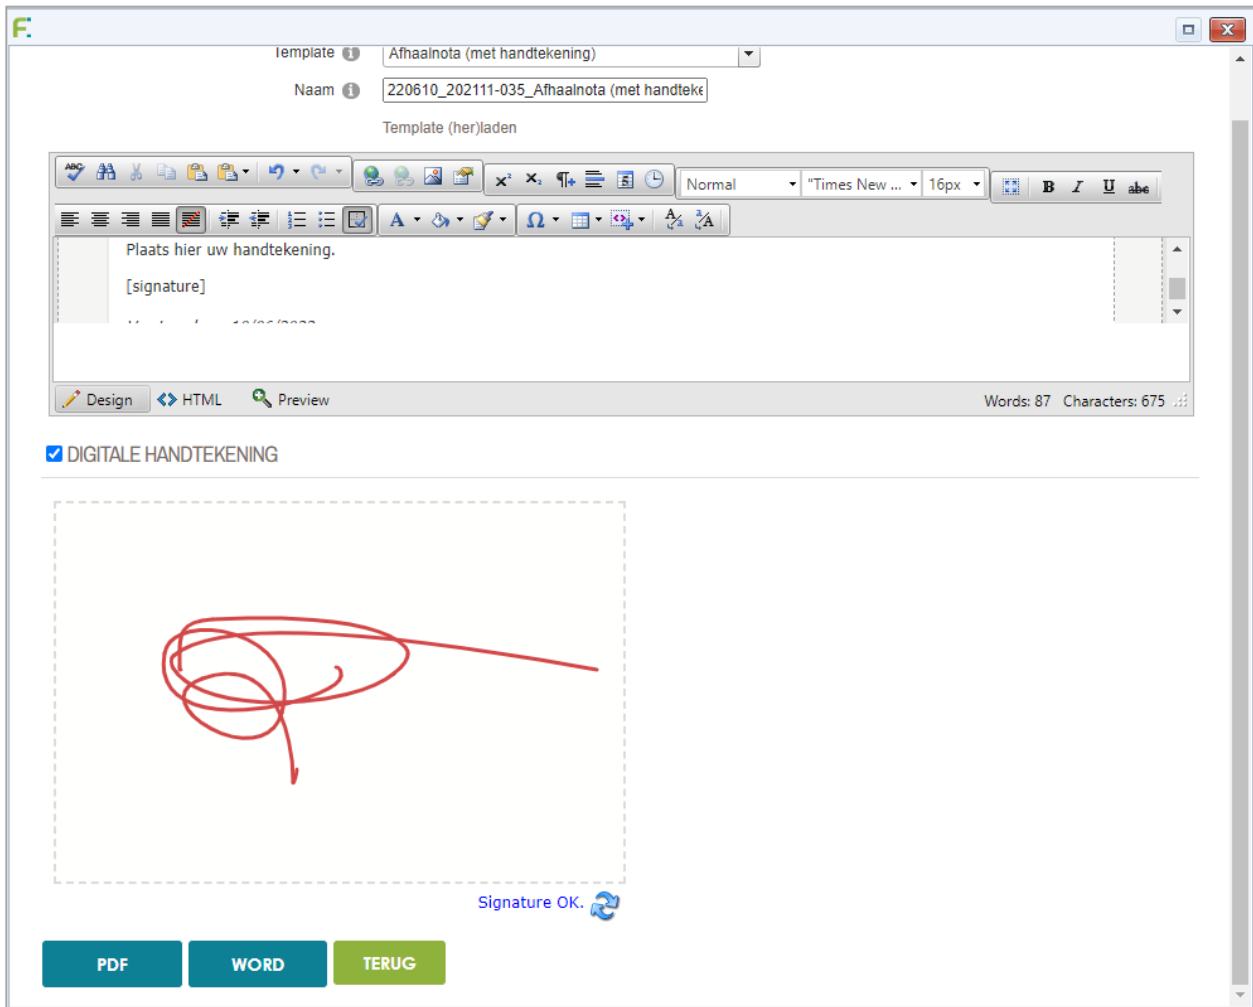 F:
Template i Afhaalnota (met handtekening)
Naam i 220610_202111-035_Afhaalnota (met handteke
Template (her)laden
ABC
Normal "Times New ... 16px B I U abc
A Ω
Plaats hier uw handtekening.
[signature]
Design HTML Preview Words: 87 Characters: 675
DIGITALE HANDTEKENING
Signature OK.
PDF WORD TERUG